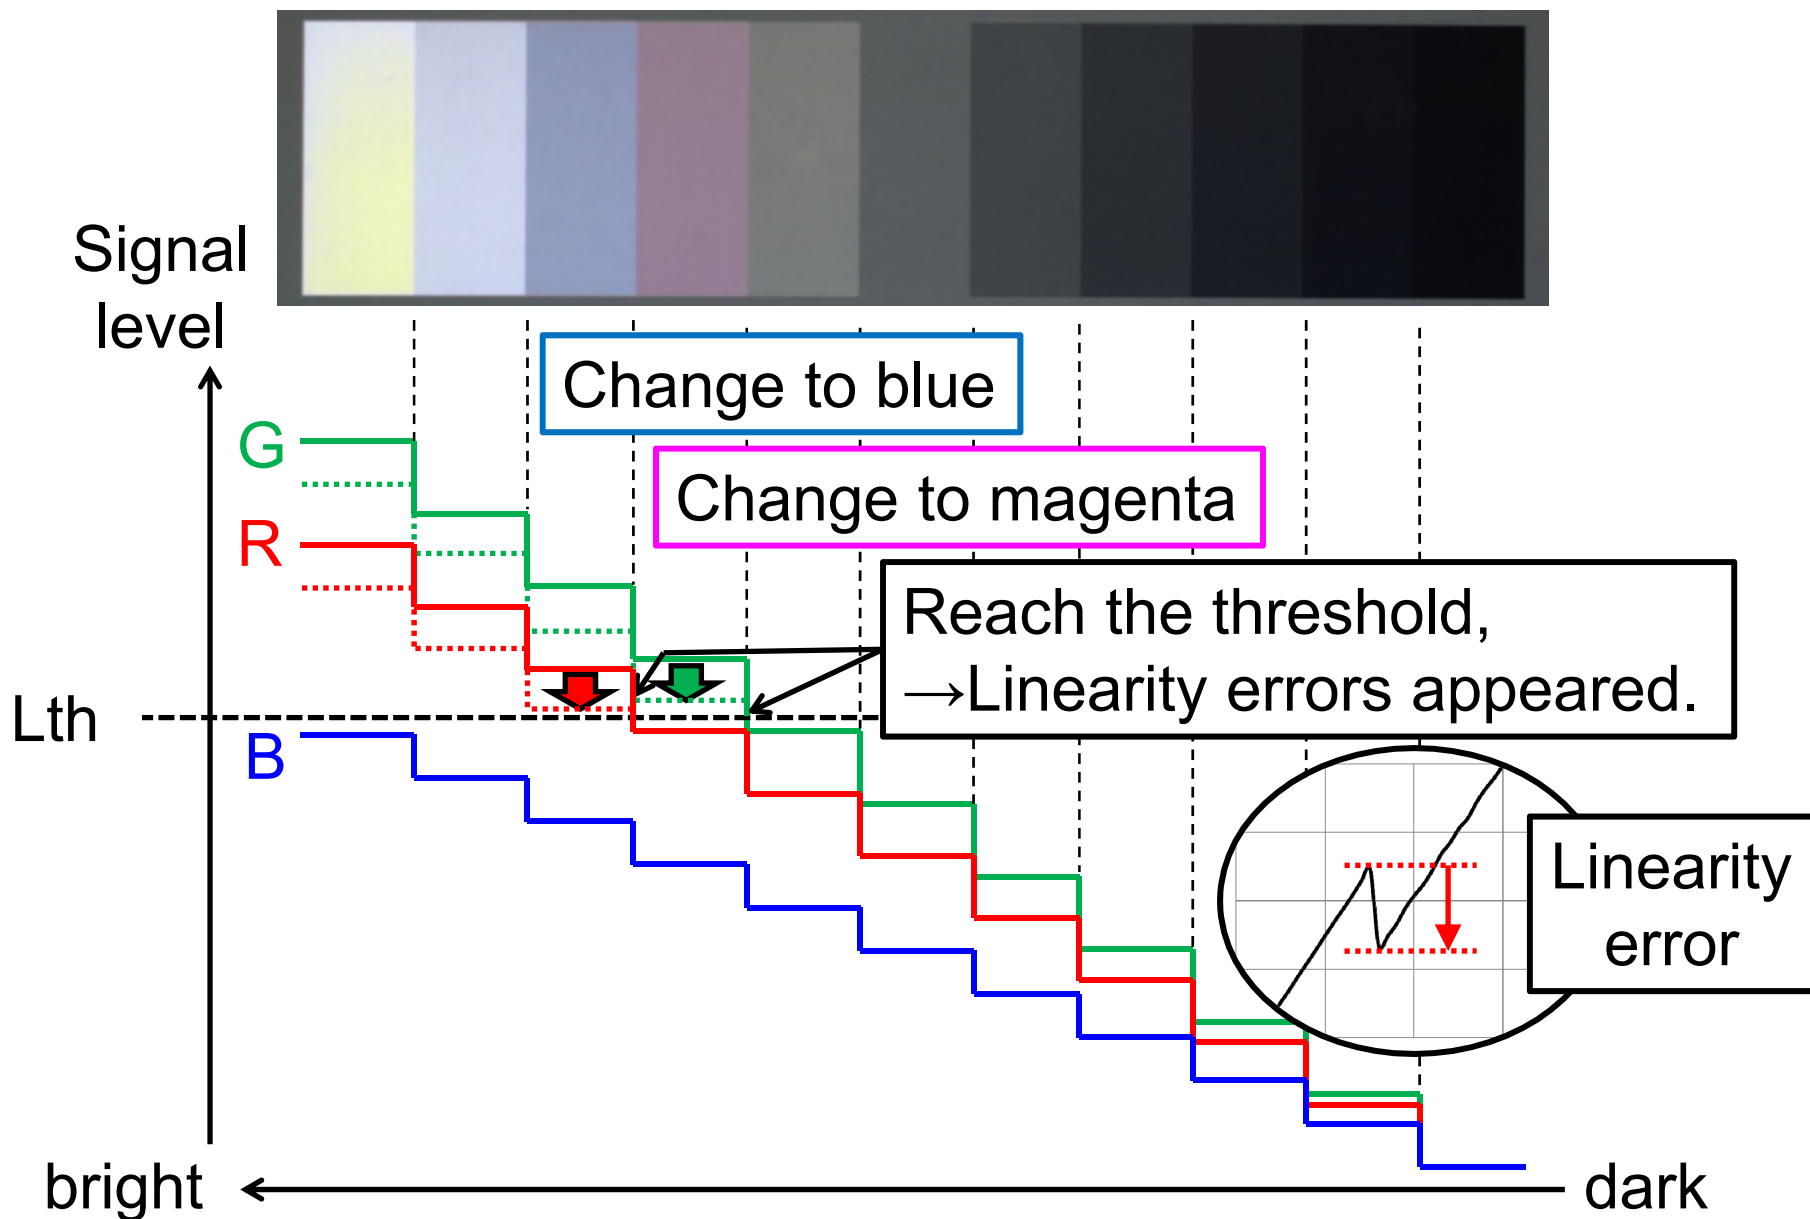 Signal
level
Change to blue
G
Change to magenta
R
Reach the threshold,
→Linearity errors appeared.
Lth
B
Linearity
error
bright
dark